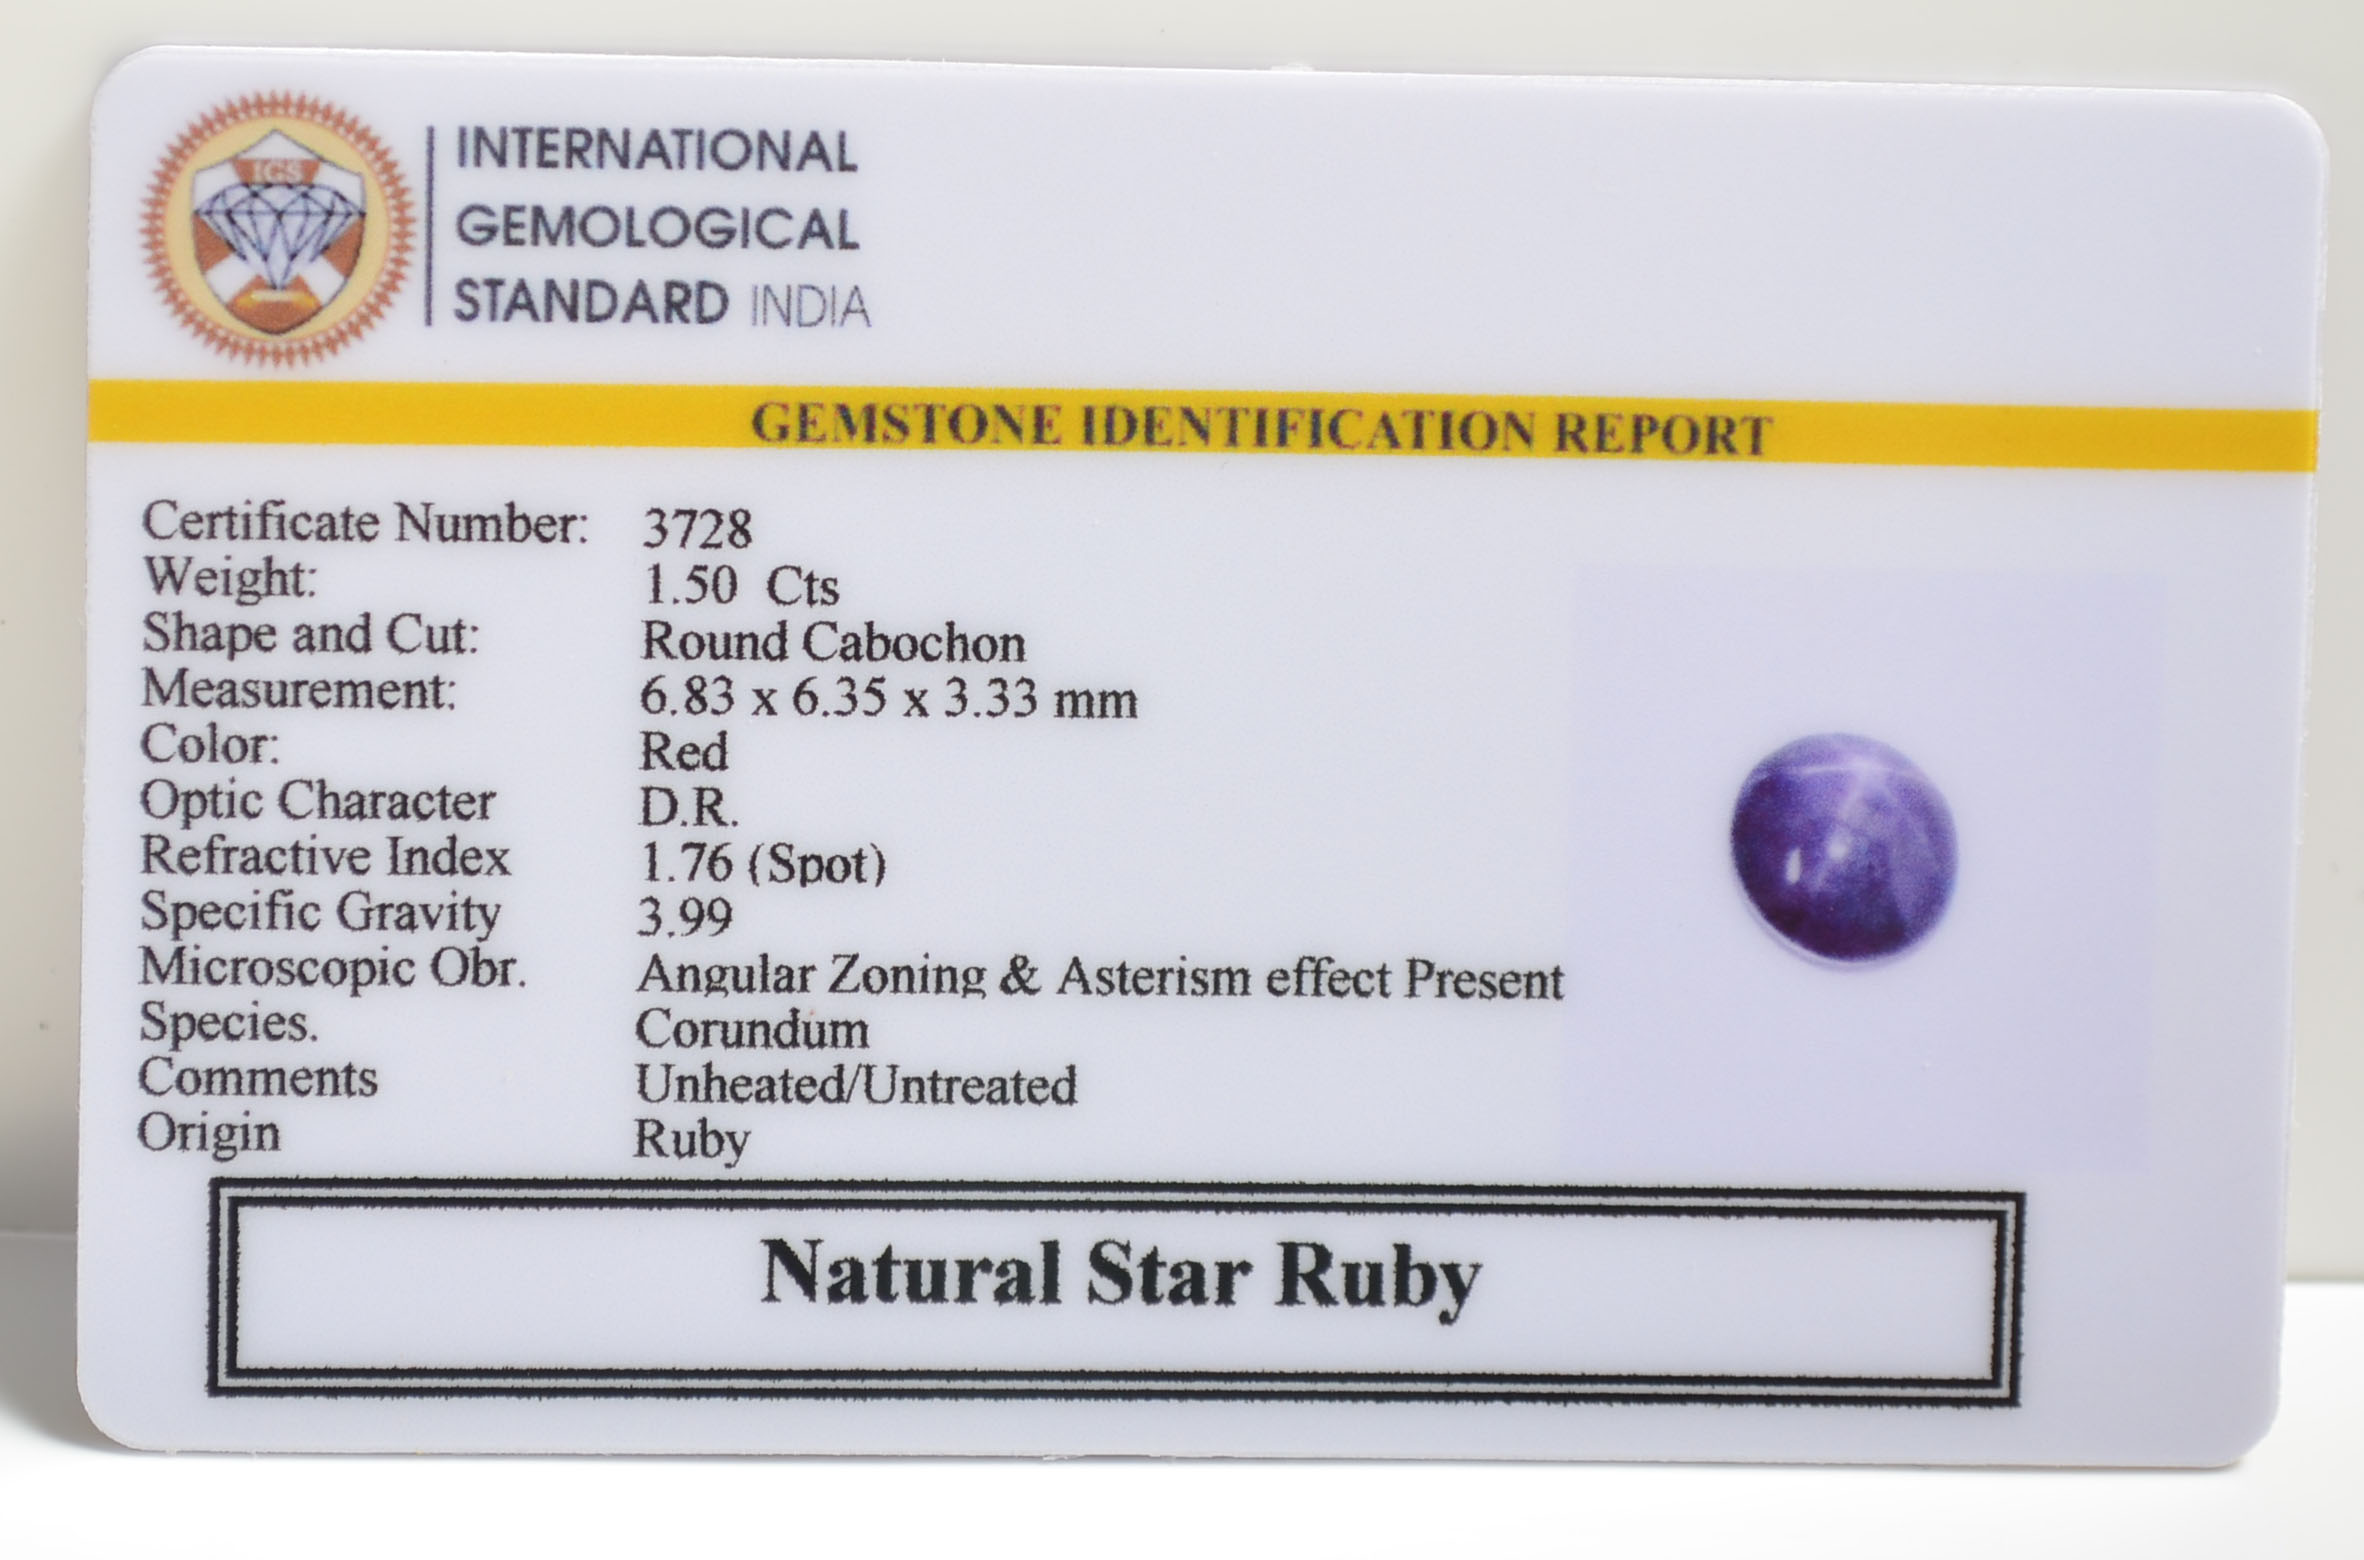 IGS
INTERNATIONAL
GEMOLOGICAL
STANDARD INDIA
GEMSTONE IDENTIFICATION REPORT
Certificate Number: 3728
Weight: 1.50 Cts
Shape and Cut: Round Cabochon
Measurement: 6.83 x 6.35 x 3.33 mm
Color: Red
Optic Character D.R.
Refractive Index 1.76 (Spot)
Specific Gravity 3.99
Microscopic Obr. Angular Zoning & Asterism effect Present
Species. Corundum
Comments Unheated/Untreated
Origin Ruby
Natural Star Ruby